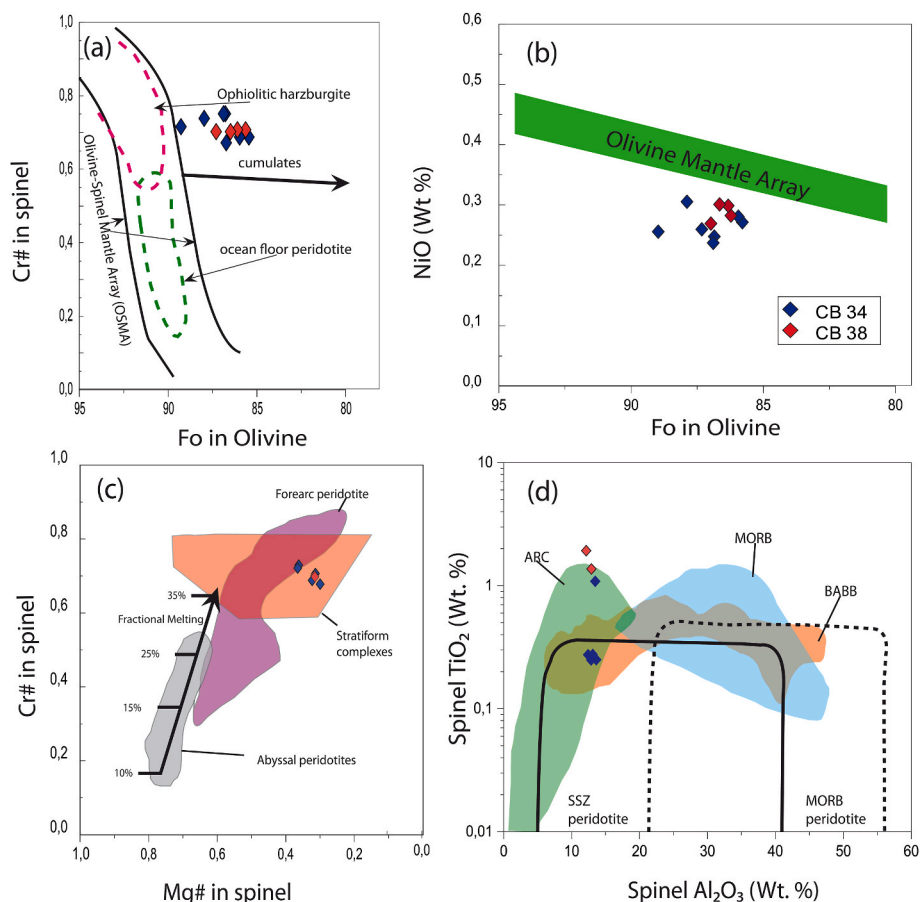 (a)
1,0
0,8
0,6
0,4
0,2
0,0
Cr# in spinel
95
90
85
80
Fo in Olivine
Ophiolitic harzburgite
cumulates
ocean floor peridotite
Olivine-Spinel
Mantle Array (OSMA)
(b)
0,6
0,5
0,4
0,3
0,2
0,1
0,0
NiO (Wt %)
95
90
85
80
Fo in Olivine
Olivine Mantle Array
CB 34
CB 38
(c)
1,0
0,8
0,6
0,4
0,2
0,0
Cr# in spinel
1,0
0,8
0,6
0,4
0,2
0,0
Mg# in spinel
Forearc peridotite
35%
Fractional Melting
25%
15%
10%
Stratiform
complexes
Abyssal peridotites
(d)
10
1
0,1
0,01
Spinel TiO₂ (Wt. %)
0
10
20
30
40
50
60
Spinel Al₂O₃ (Wt. %)
ARC
MORB
BABB
SSZ
peridotite
MORB
peridotite